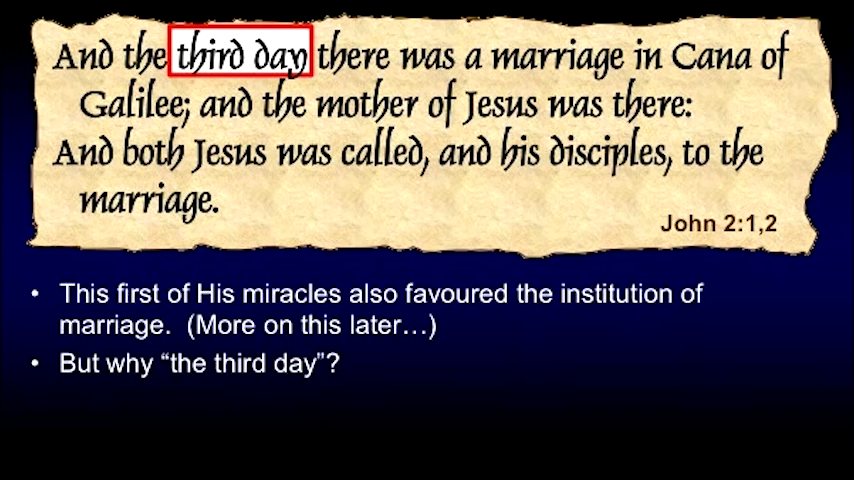 And the third day there was a marriage in Cana of
Galilee; and the mother of Jesus was there:
And both Jesus was called, and his disciples, to the
marriage.
John 2:1,2
• This first of His miracles also favoured the institution of
marriage. (More on this later…)
• But why “the third day”?